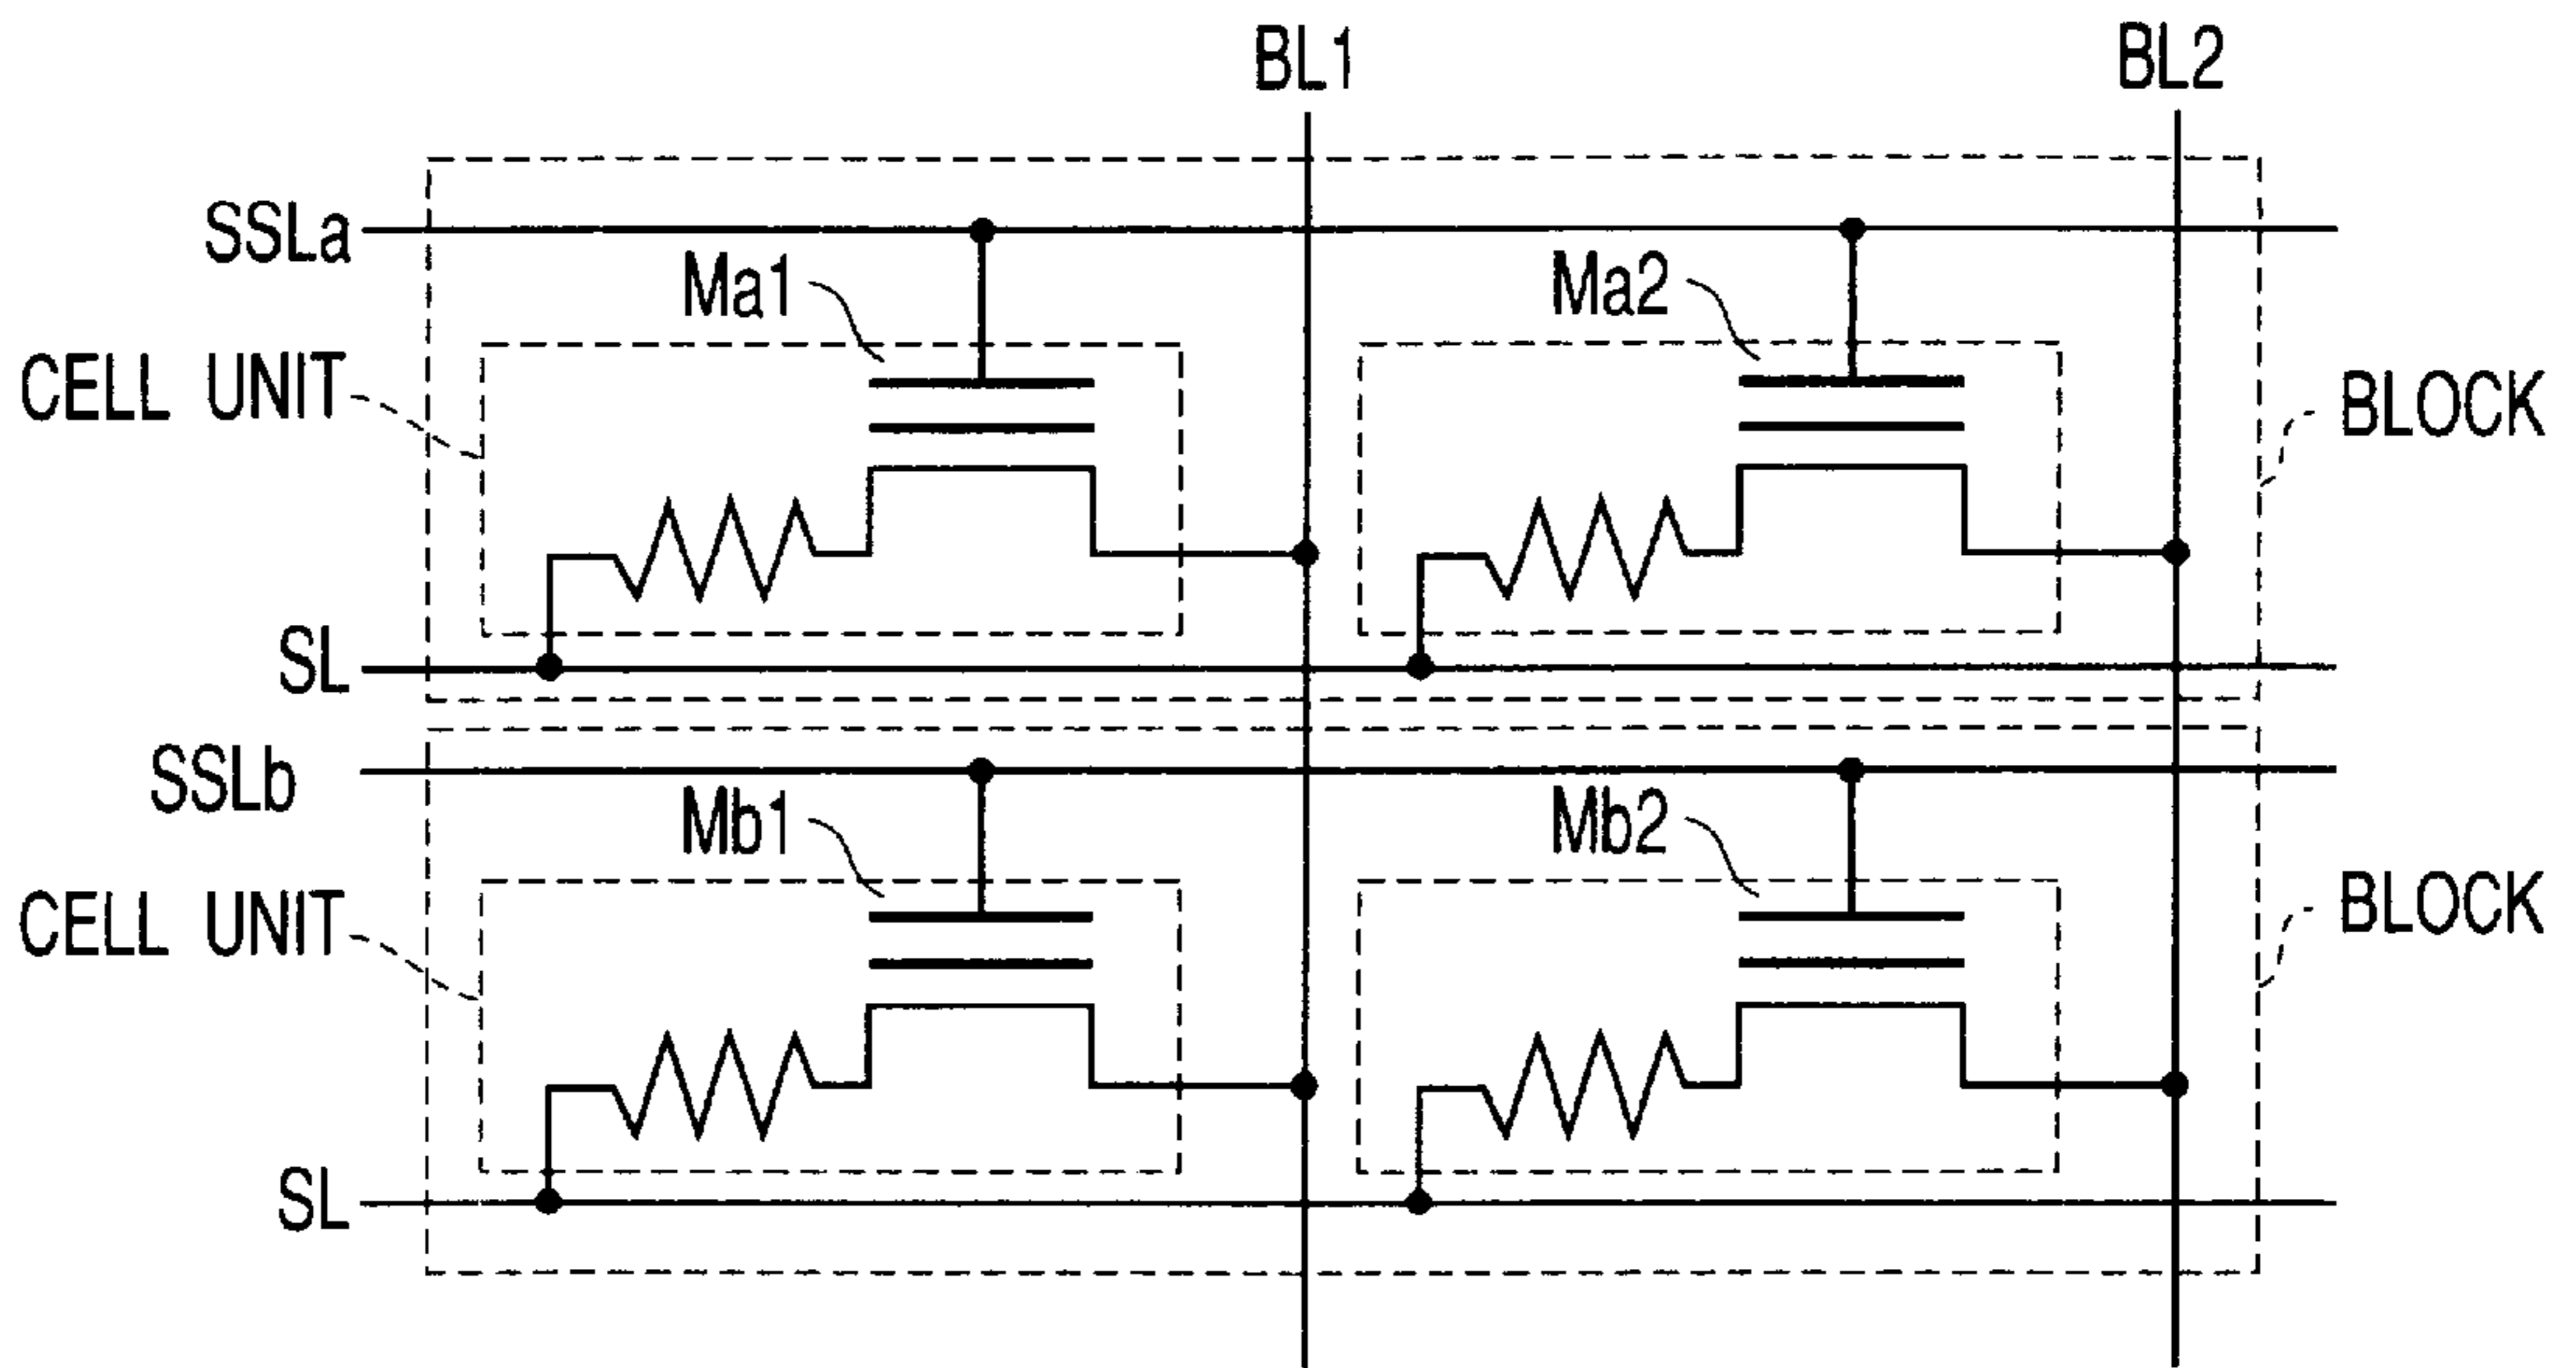 BL1
BL2
SSLa
Ma1
Ma2
CELL UNIT
BLOCK
SL
SSLb
Mb1
Mb2
CELL UNIT
BLOCK
SL